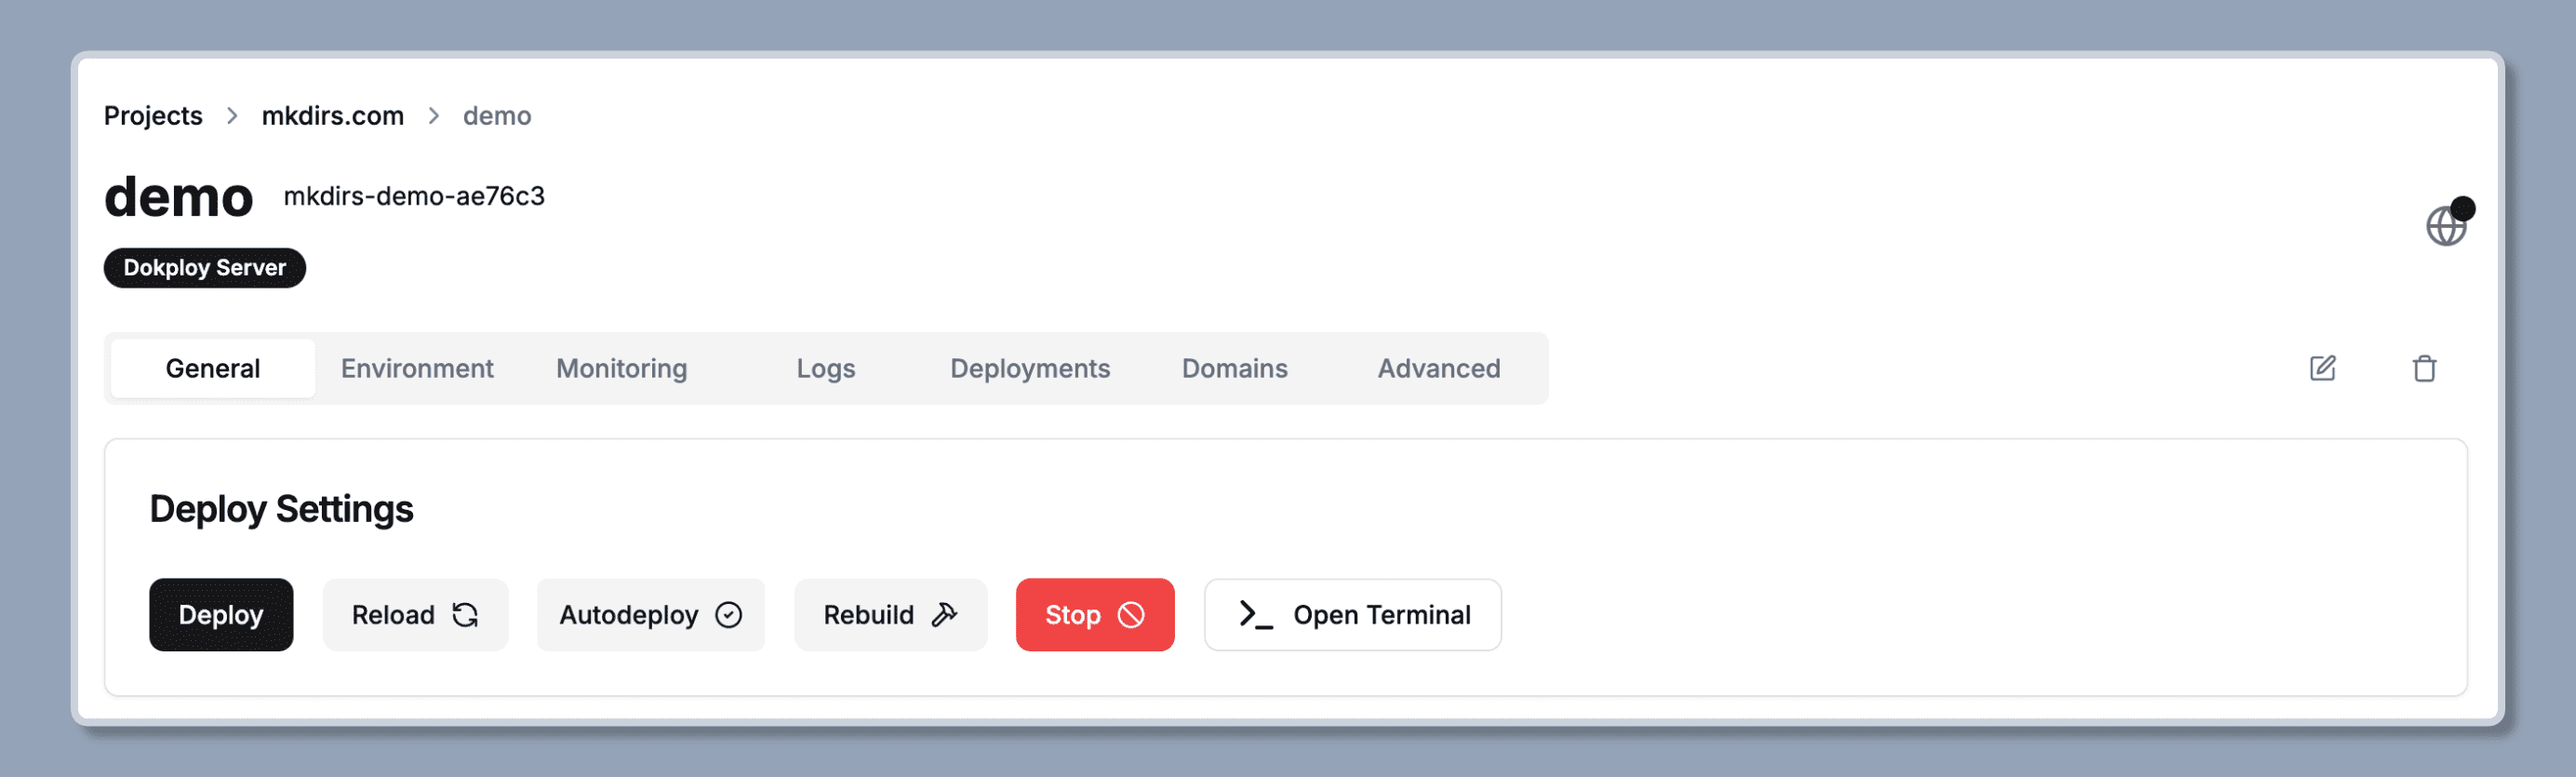 Projects > mkdirs.com > demo
demo mkdirs-demo-ae76c3
Dokploy Server
General Environment Monitoring Logs Deployments Domains Advanced
Deploy Settings
Deploy Reload Autodeploy Rebuild Stop >_ Open Terminal